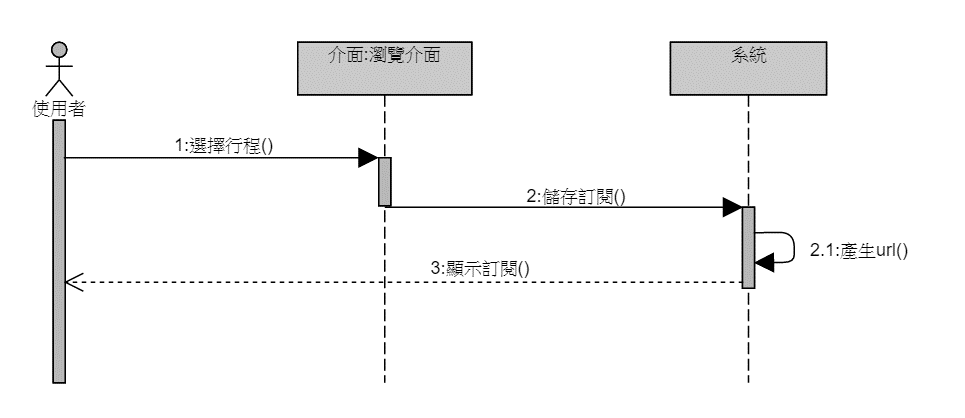 介面:瀏覽介面
系統
使用者
1:選擇行程()
2:儲存訂閱()
2.1:產生url()
3:顯示訂閱()